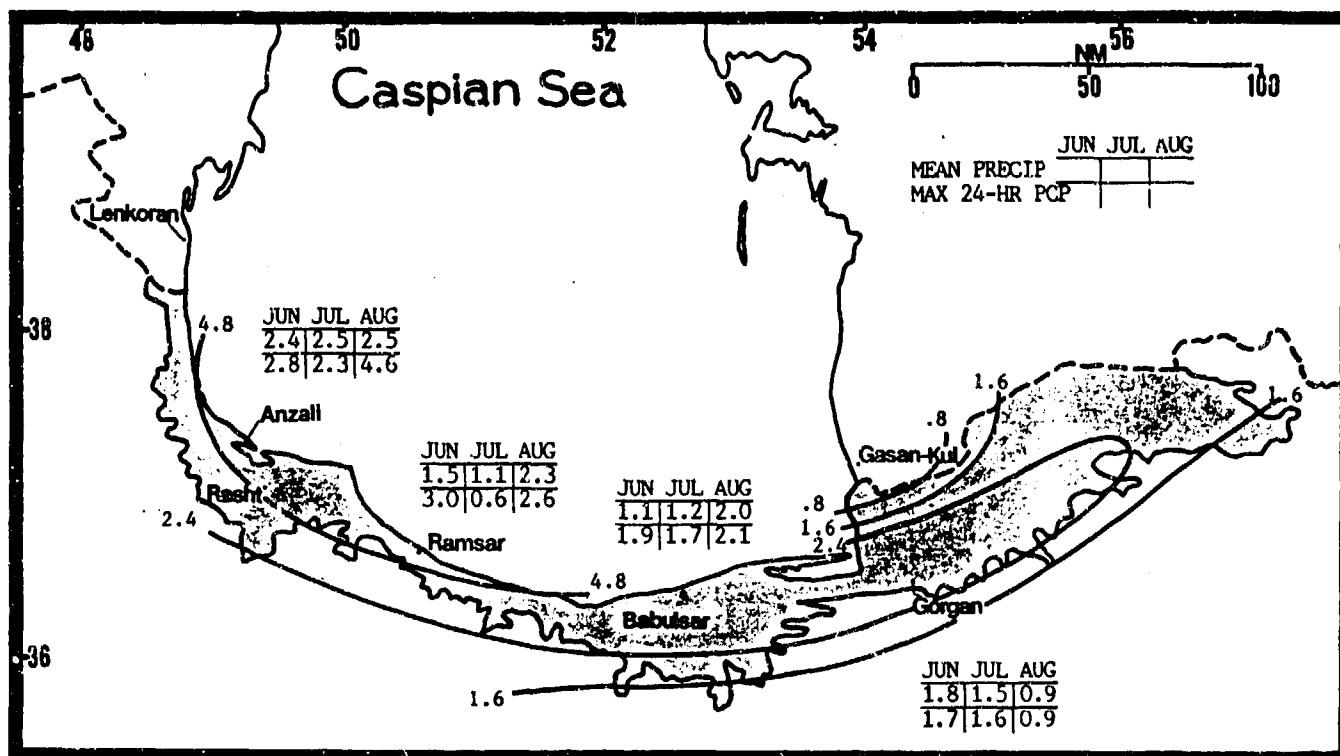 48 50 52 54 56
Caspian Sea
NM
0 50 100
JUN JUL AUG
MEAN PRECIP
MAX 24-HR PCP
Lenkoran
38
4.8
JUN JUL AUG
2.4 2.5 2.5
2.8 2.3 4.6
Anzali
1.6
.8
1.6
Gasan-Kul
JUN JUL AUG
1.5 1.1 2.3
3.0 0.6 2.6
JUN JUL AUG
1.1 1.2 2.0
1.9 1.7 2.1
Rasht
2.4
.8
1.6
2.4
Ramsar
4.8
Babulsar
Gorgan
36
1.6
JUN JUL AUG
1.8 1.5 0.9
1.7 1.6 0.9